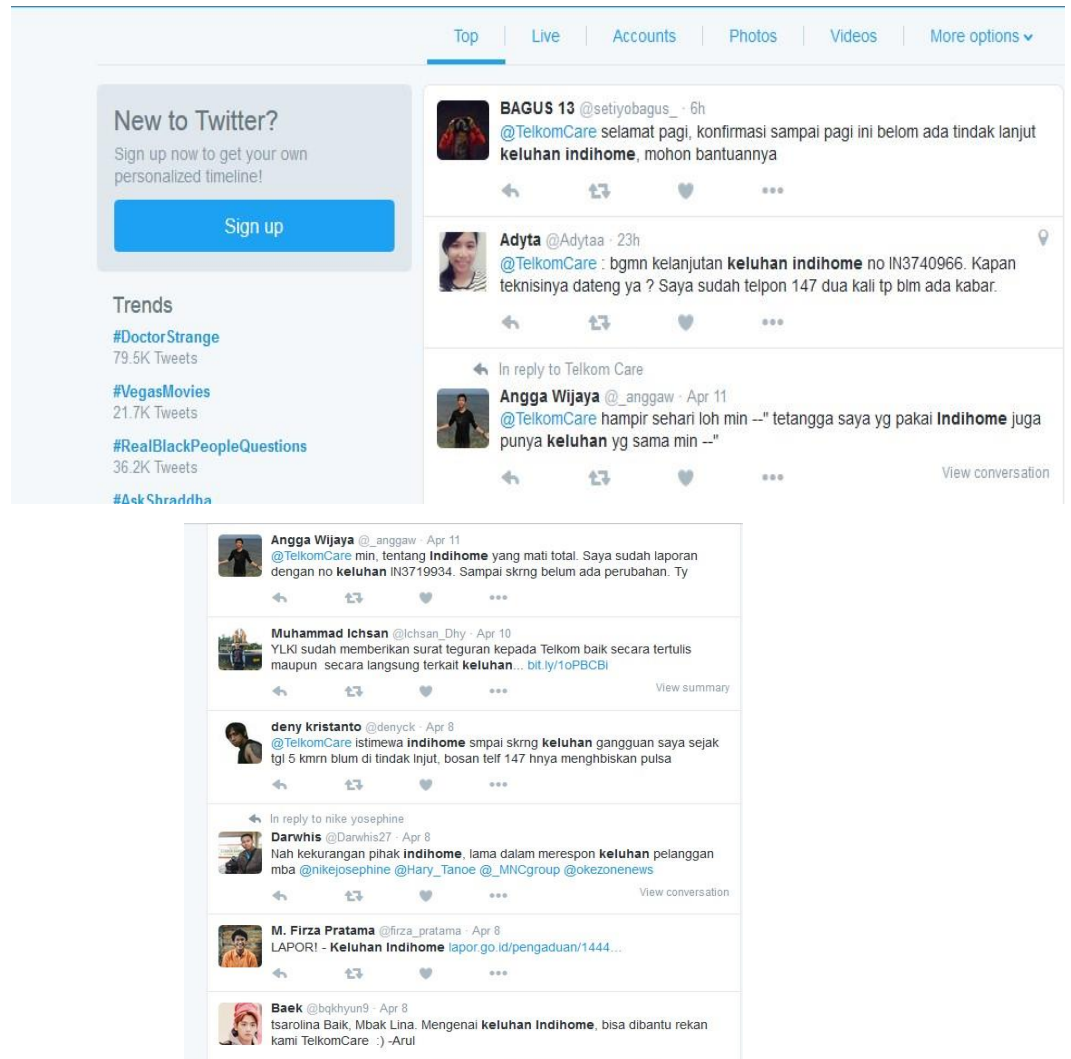 Top Live Accounts Photos Videos More options
New to Twitter?
Sign up now to get your own
personalized timeline!
Sign up
Trends
#DoctorStrange
79.5K Tweets
#VegasMovies
21.7K Tweets
#RealBlackPeopleQuestions
36.2K Tweets
#AskShraddha
BAGUS 13 @setiyobagus_ · 6h
@TelkomCare selamat pagi, konfirmasi sampai pagi ini belom ada tindak lanjut
keluhan indihome, mohon bantuannya
Adyta @Adytaa · 23h
@TelkomCare : bgmn kelanjutan keluhan indihome no IN3740966. Kapan
teknisinya dateng ya ? Saya sudah telpon 147 dua kali tp blm ada kabar.
In reply to Telkom Care
Angga Wijaya @_anggaw · Apr 11
@TelkomCare hampir sehari loh min --" tetangga saya yg pakai Indihome juga
punya keluhan yg sama min --"
View conversation
Angga Wijaya @_anggaw · Apr 11
@TelkomCare min, tentang Indihome yang mati total. Saya sudah laporan
dengan no keluhan IN3719934. Sampai skrng belum ada perubahan. Ty
Muhammad Ichsan @Ichsan_Dhy · Apr 10
YLKI sudah memberikan surat teguran kepada Telkom baik secara tertulis
maupun secara langsung terkait keluhan... bit.ly/1oPBCBi
View summary
deny kristanto @denyck · Apr 8
@TelkomCare istimewa indihome smpai skrng keluhan gangguan saya sejak
tgl 5 kmrn blum di tindak lnjut, bosan telf 147 hnya menghbiskan pulsa
In reply to nike yosephine
Darwhis @Darwhis27 · Apr 8
Nah kekurangan pihak indihome, lama dalam merespon keluhan pelanggan
mba @nikejosephine @Hary_Tanoe @_MNCgroup @okezonenews
View conversation
M. Firza Pratama @firza_pratama · Apr 8
LAPOR! - Keluhan Indihome lapor.go.id/pengaduan/1444...
Baek @bqkhyun9 · Apr 8
tsarolina Baik, Mbak Lina. Mengenai keluhan Indihome, bisa dibantu rekan
kami TelkomCare :) -Arul